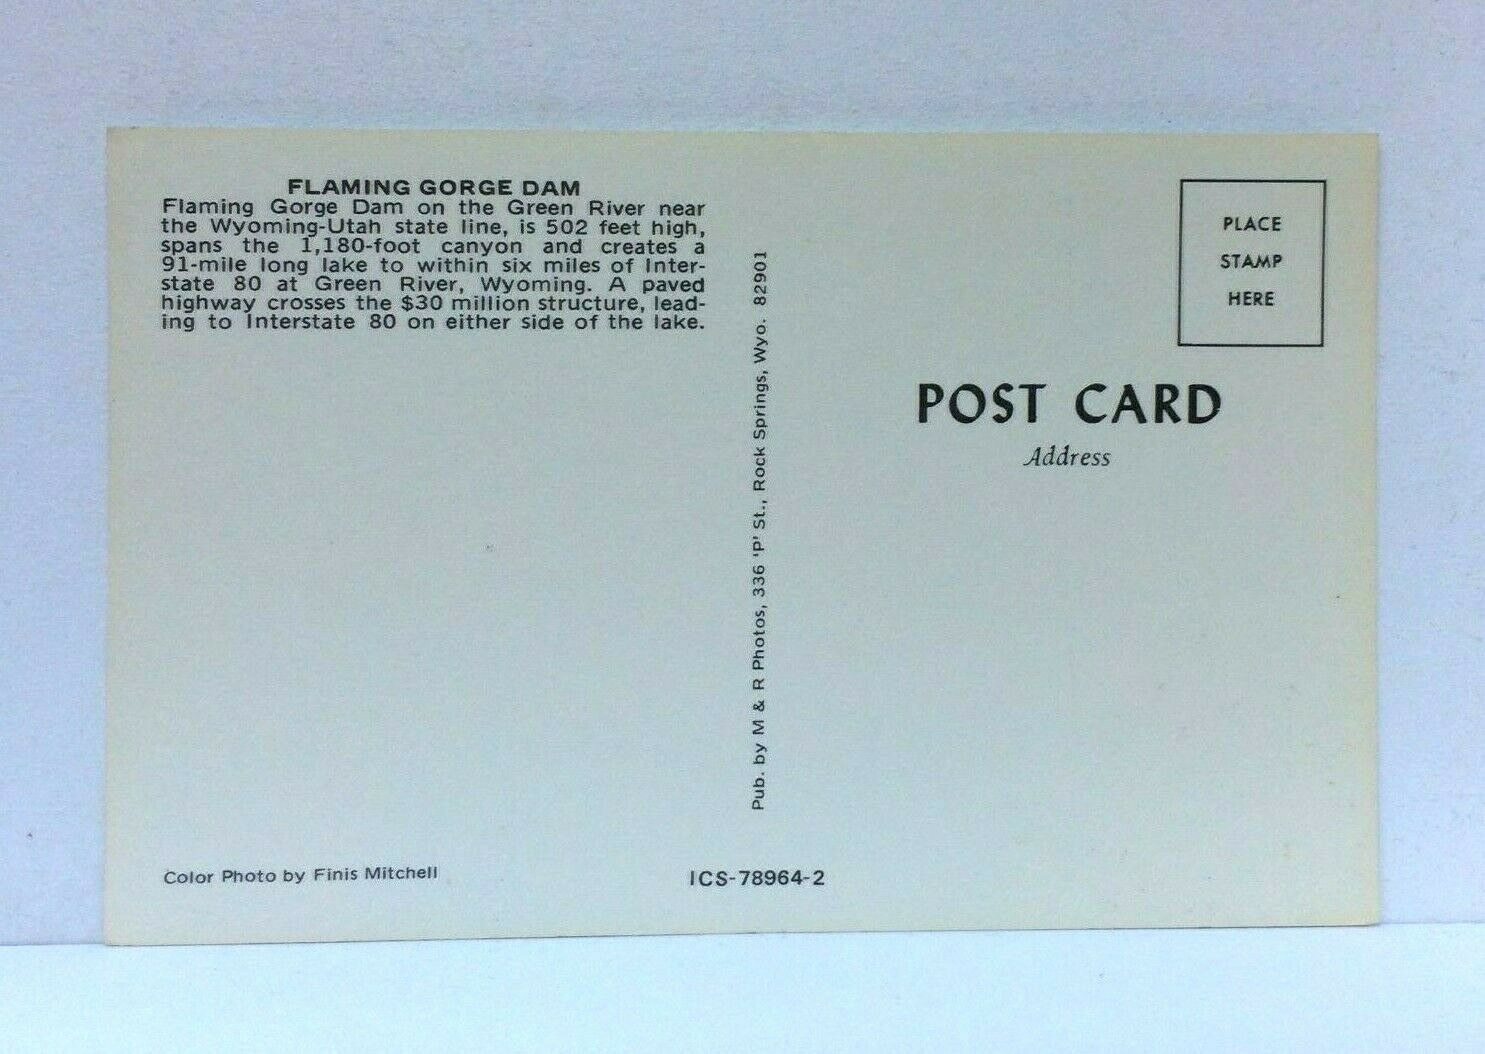 FLAMING GORGE DAM
Flaming Gorge Dam on the Green River near
the Wyoming-Utah state line, is 502 feet high,
spans the 1,180-foot canyon and creates a
91-mile long lake to within six miles of Inter-
state 80 at Green River, Wyoming. A paved
highway crosses the $30 million structure, lead-
ing to Interstate 80 on either side of the lake.
Color Photo by Finis Mitchell
Pub. by M & R Photos, 336 'P' St., Rock Springs, Wyo. 82901
ICS-78964-2
PLACE
STAMP
HERE
POST CARD
Address